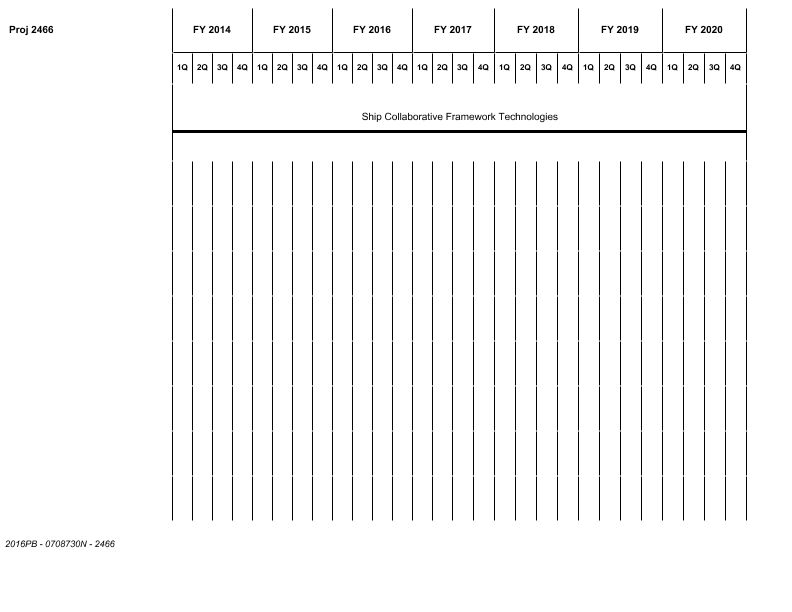 Proj 2466 FY 2014 FY 2015 FY 2016 FY 2017 FY 2018 FY 2019 FY 2020
1Q 2Q 3Q 4Q 1Q 2Q 3Q 4Q 1Q 2Q 3Q 4Q 1Q 2Q 3Q 4Q 1Q 2Q 3Q 4Q 1Q 2Q 3Q 4Q 1Q 2Q 3Q 4Q
Ship Collaborative Framework Technologies
2016PB - 0708730N - 2466